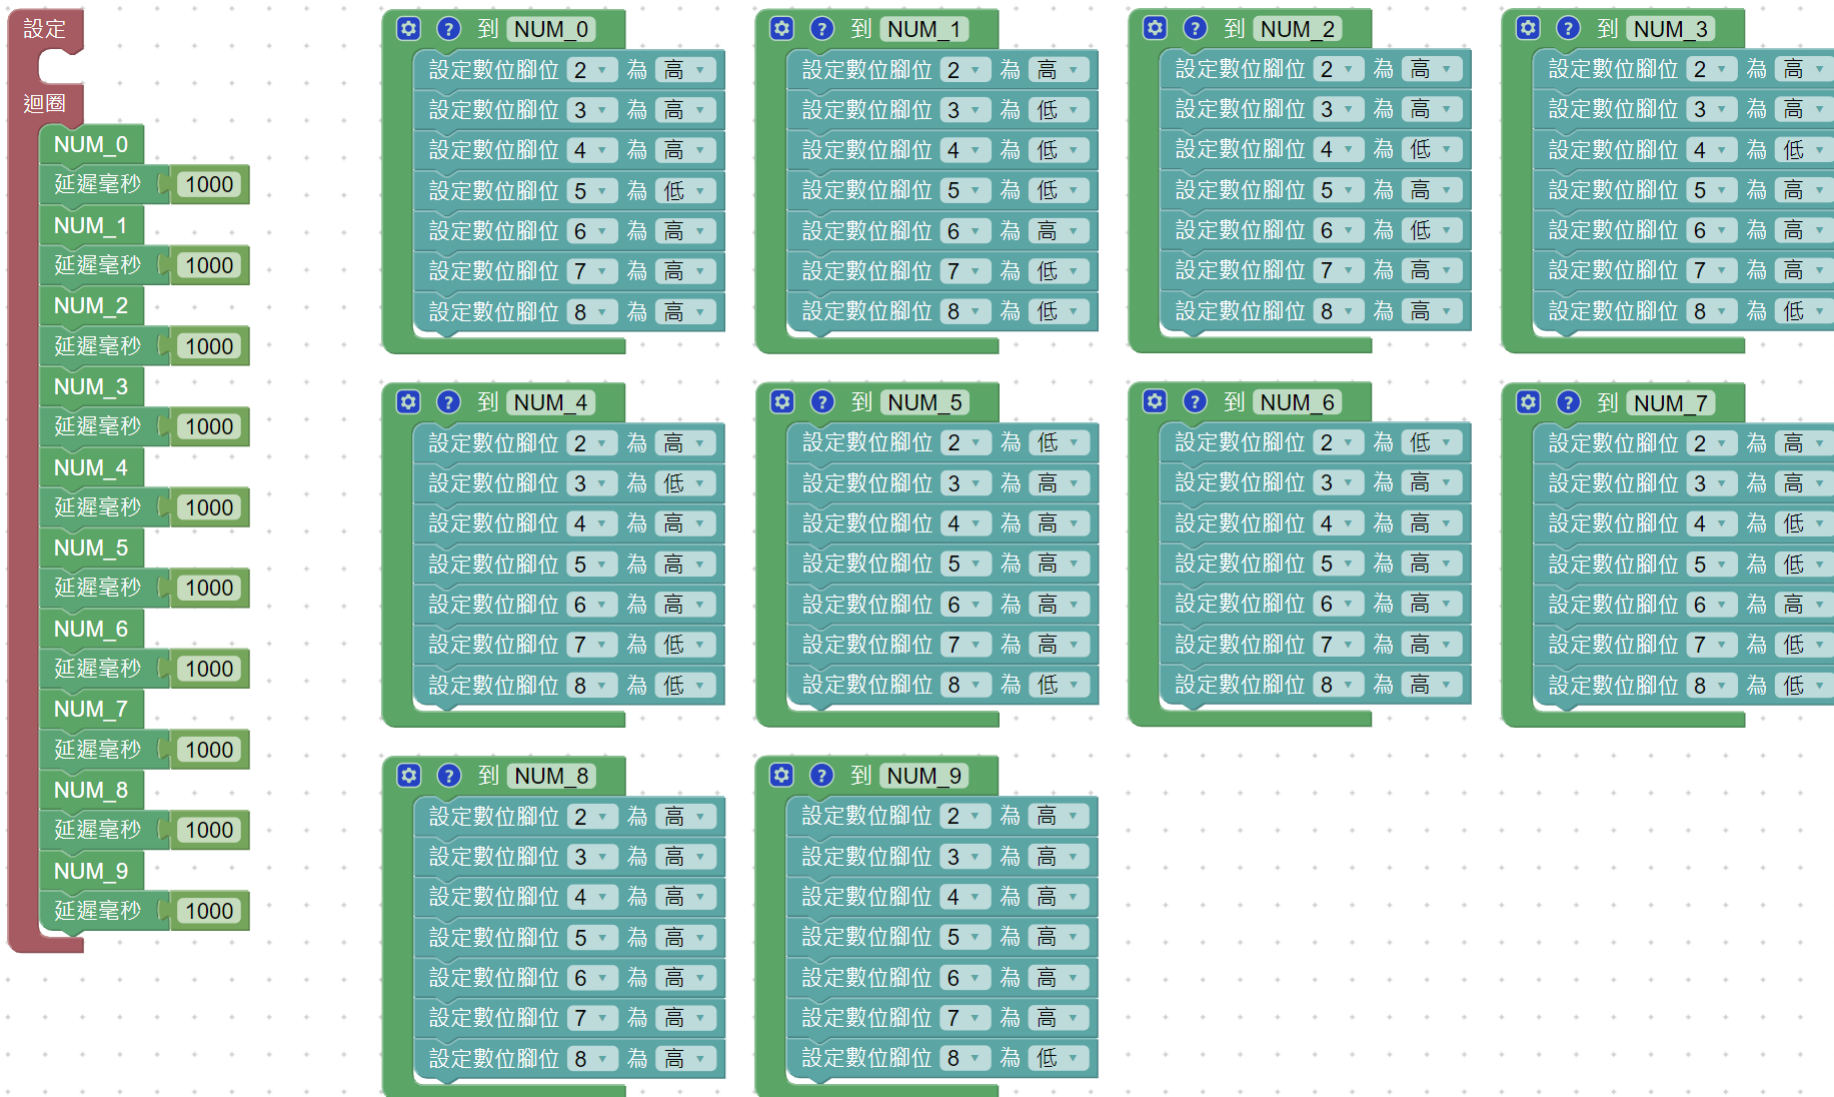 設定
迴圈
NUM_0
延遲毫秒 1000
NUM_1
延遲毫秒 1000
NUM_2
延遲毫秒 1000
NUM_3
延遲毫秒 1000
NUM_4
延遲毫秒 1000
NUM_5
延遲毫秒 1000
NUM_6
延遲毫秒 1000
NUM_7
延遲毫秒 1000
NUM_8
延遲毫秒 1000
NUM_9
延遲毫秒 1000
? 到 NUM_0
設定數位腳位 2 為 高
設定數位腳位 3 為 高
設定數位腳位 4 為 高
設定數位腳位 5 為 低
設定數位腳位 6 為 高
設定數位腳位 7 為 高
設定數位腳位 8 為 高
? 到 NUM_1
設定數位腳位 2 為 高
設定數位腳位 3 為 低
設定數位腳位 4 為 低
設定數位腳位 5 為 低
設定數位腳位 6 為 高
設定數位腳位 7 為 低
設定數位腳位 8 為 低
? 到 NUM_2
設定數位腳位 2 為 高
設定數位腳位 3 為 高
設定數位腳位 4 為 低
設定數位腳位 5 為 高
設定數位腳位 6 為 低
設定數位腳位 7 為 高
設定數位腳位 8 為 高
? 到 NUM_3
設定數位腳位 2 為 高
設定數位腳位 3 為 高
設定數位腳位 4 為 低
設定數位腳位 5 為 高
設定數位腳位 6 為 高
設定數位腳位 7 為 高
設定數位腳位 8 為 低
? 到 NUM_4
設定數位腳位 2 為 高
設定數位腳位 3 為 低
設定數位腳位 4 為 高
設定數位腳位 5 為 高
設定數位腳位 6 為 高
設定數位腳位 7 為 低
設定數位腳位 8 為 低
? 到 NUM_5
設定數位腳位 2 為 低
設定數位腳位 3 為 高
設定數位腳位 4 為 高
設定數位腳位 5 為 高
設定數位腳位 6 為 高
設定數位腳位 7 為 高
設定數位腳位 8 為 低
? 到 NUM_6
設定數位腳位 2 為 低
設定數位腳位 3 為 高
設定數位腳位 4 為 高
設定數位腳位 5 為 高
設定數位腳位 6 為 高
設定數位腳位 7 為 高
設定數位腳位 8 為 高
? 到 NUM_7
設定數位腳位 2 為 高
設定數位腳位 3 為 高
設定數位腳位 4 為 低
設定數位腳位 5 為 低
設定數位腳位 6 為 高
設定數位腳位 7 為 低
設定數位腳位 8 為 低
? 到 NUM_8
設定數位腳位 2 為 高
設定數位腳位 3 為 高
設定數位腳位 4 為 高
設定數位腳位 5 為 高
設定數位腳位 6 為 高
設定數位腳位 7 為 高
設定數位腳位 8 為 高
? 到 NUM_9
設定數位腳位 2 為 高
設定數位腳位 3 為 高
設定數位腳位 4 為 高
設定數位腳位 5 為 高
設定數位腳位 6 為 高
設定數位腳位 7 為 高
設定數位腳位 8 為 低